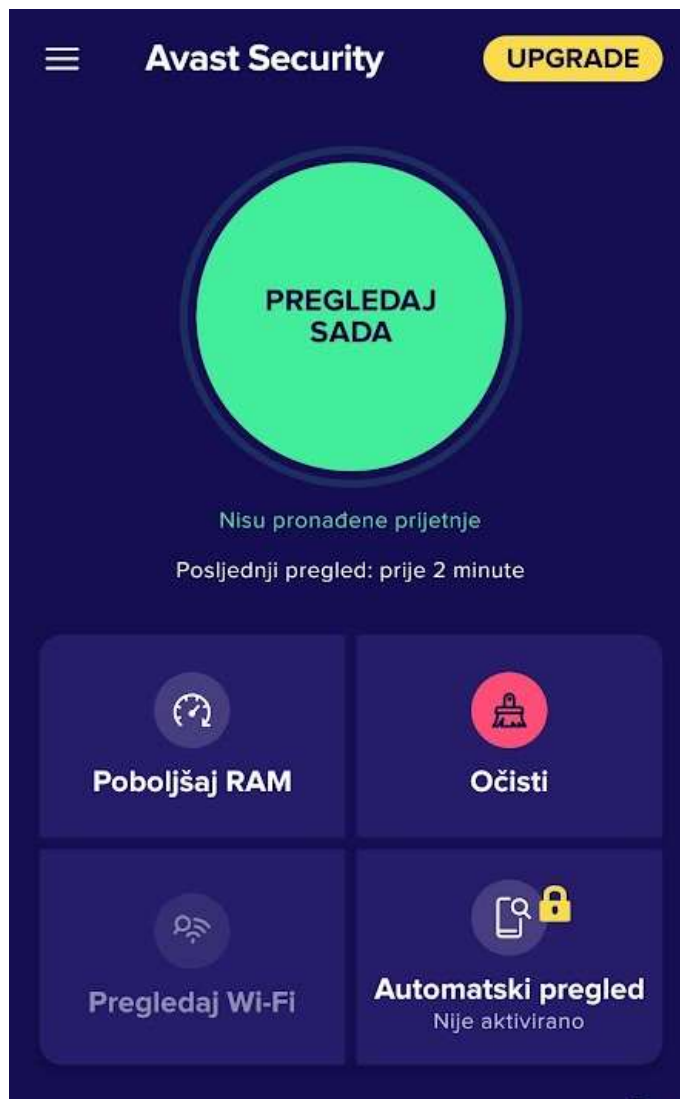 Avast Security
UPGRADE
PREGLEDAJ
SADA
Nisu pronađene prijetnje
Posljednji pregled: prije 2 minute
Poboljšaj RAM
Očisti
Pregledaj Wi-Fi
Automatski pregled
Nije aktivirano